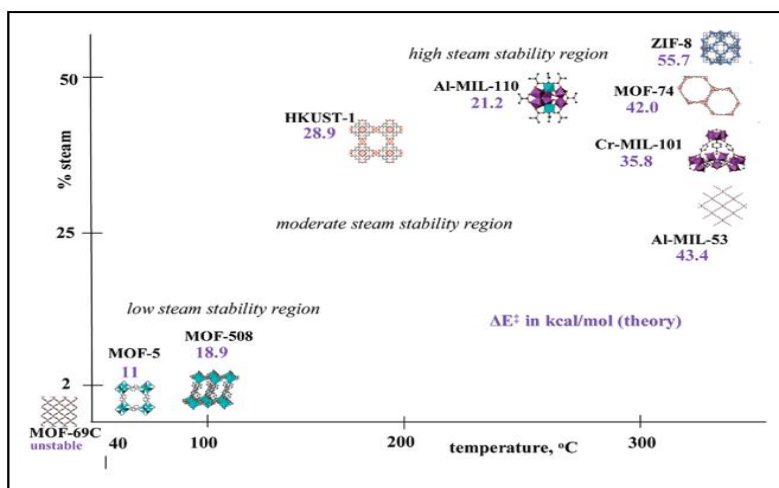 high steam stability region
ZIF-8
55.7
50
Al-MIL-110
21.2
MOF-74
42.0
HKUST-1
28.9
Cr-MIL-101
35.8
% steam
25
moderate steam stability region
Al-MIL-53
43.4
low steam stability region
ΔE‡ in kcal/mol (theory)
MOF-508
18.9
MOF-5
11
2
MOF-69C
unstable
40
100
200
300
temperature, °C